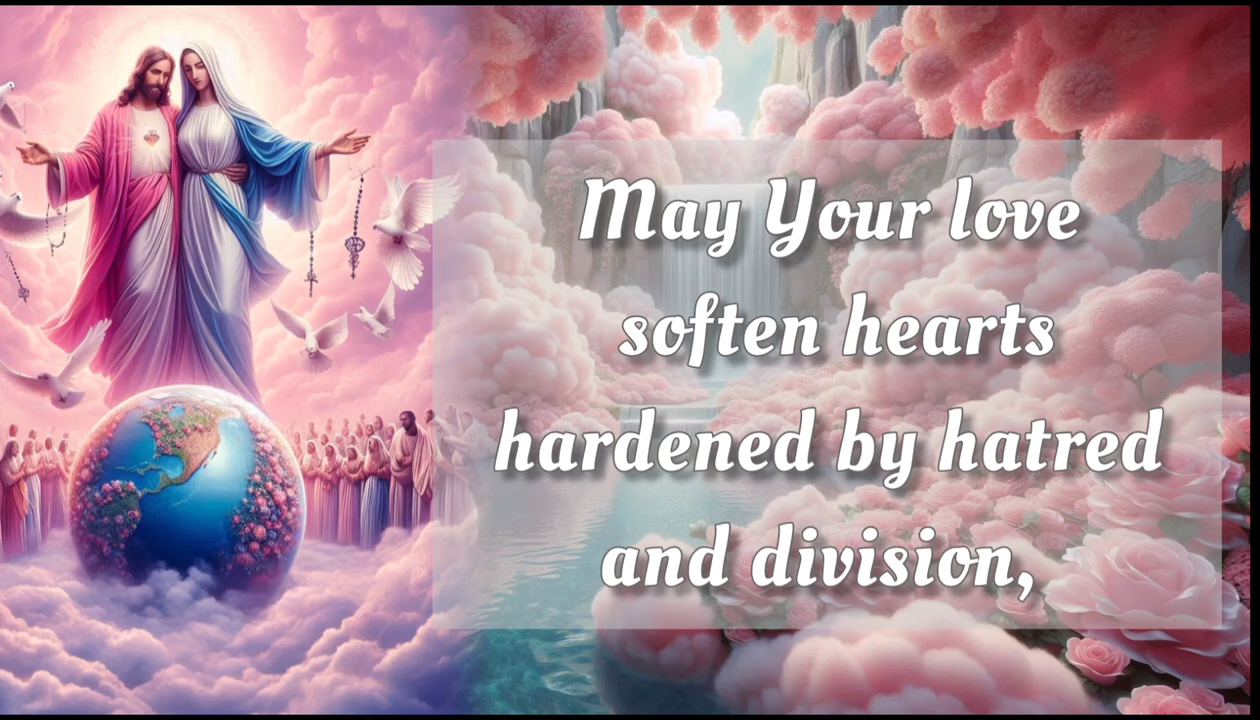 May Your love
soften hearts
hardened by hatred
and division,